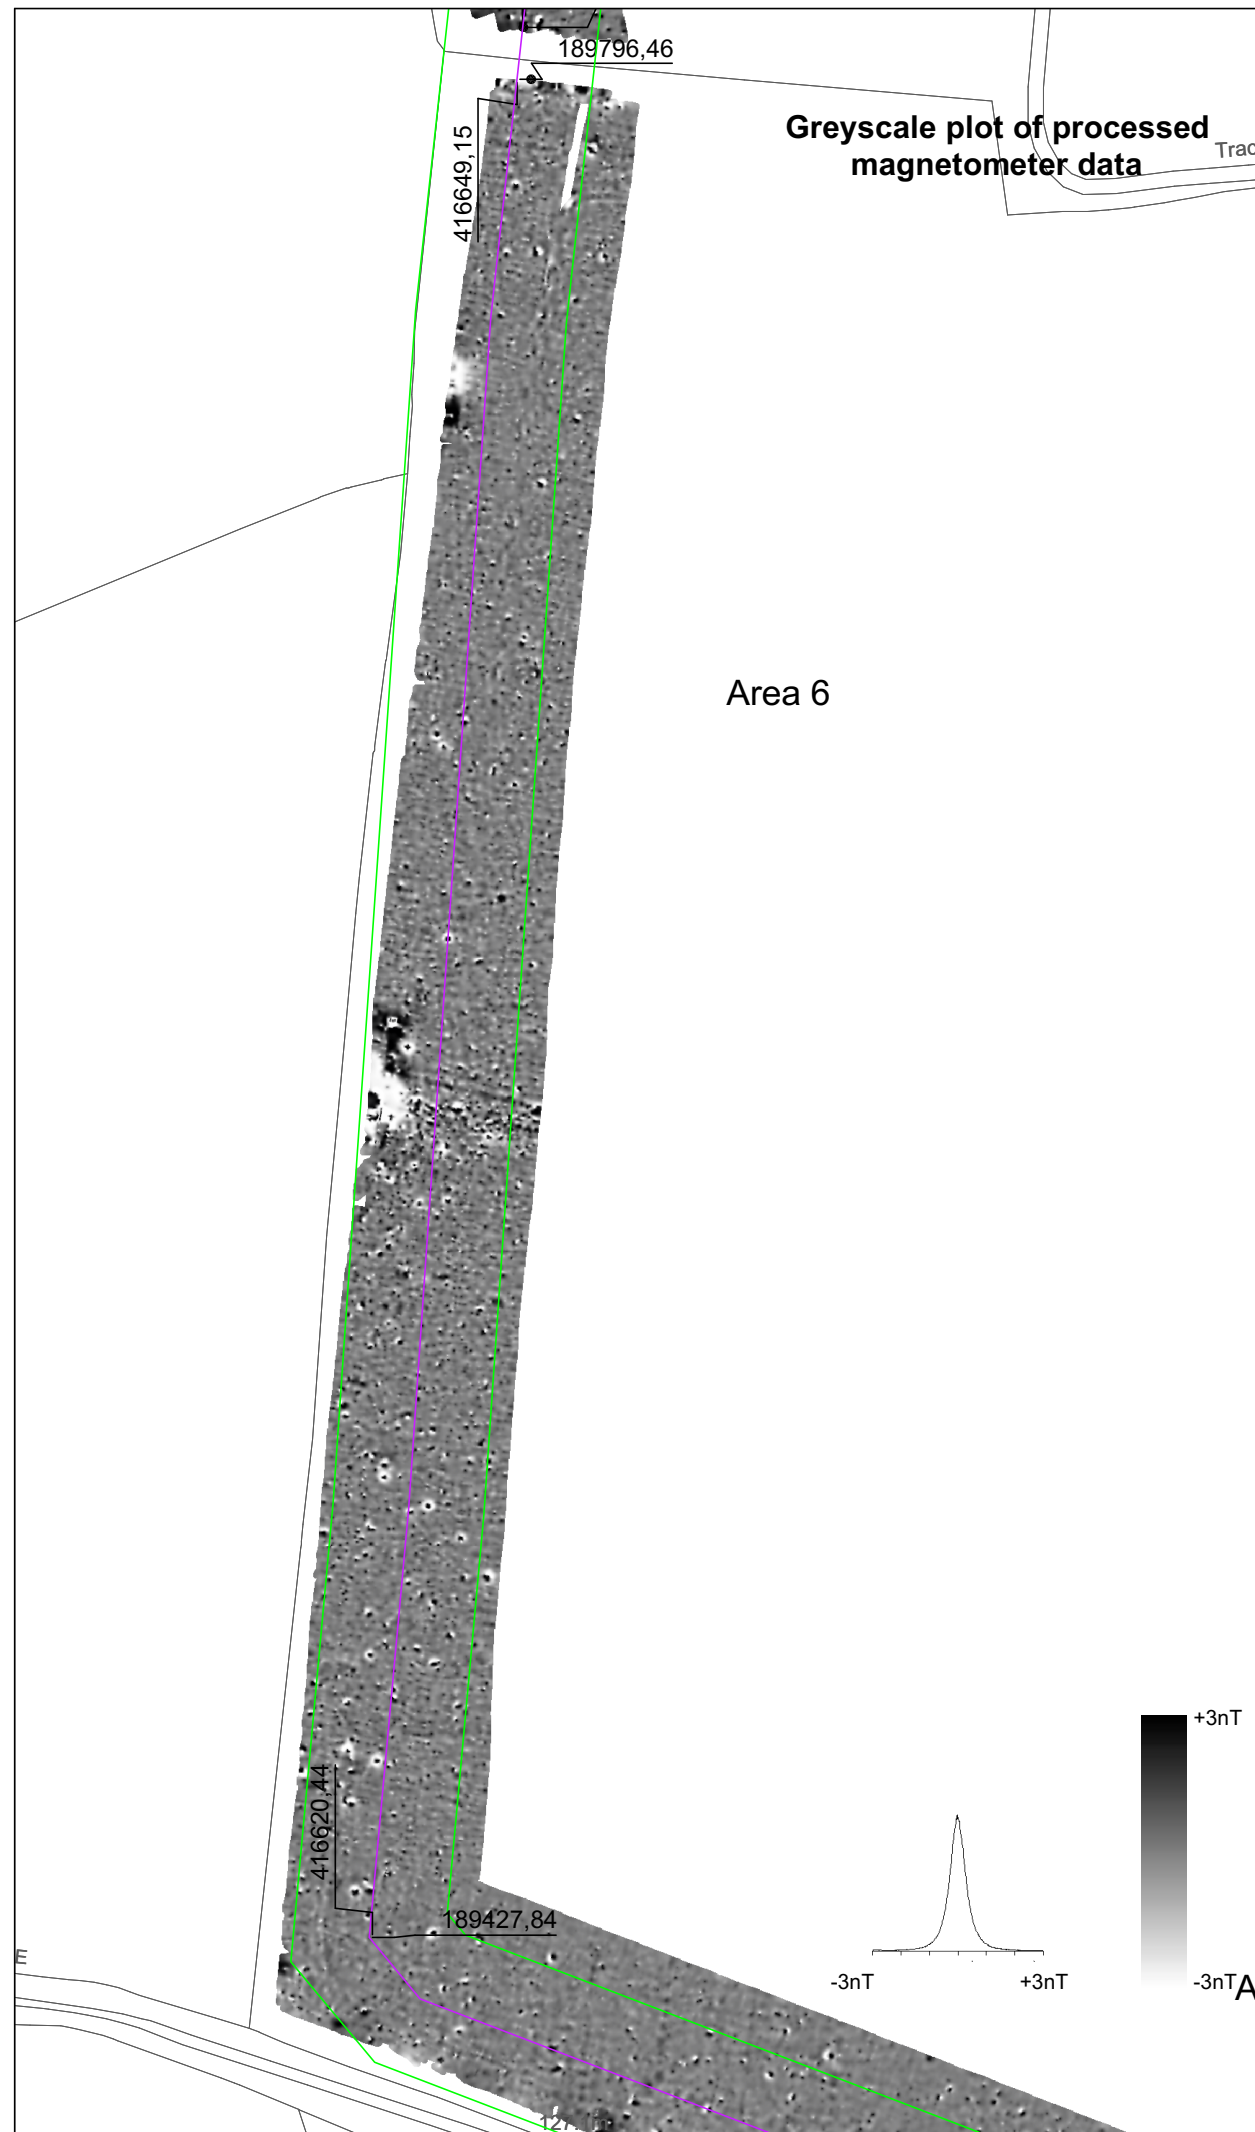 189796,46
416649,15
Greyscale plot of processed
magnetometer data
Trac
Area 6
+3nT
416620,44
189427,84
E
-3nT
+3nT
-3nT
A